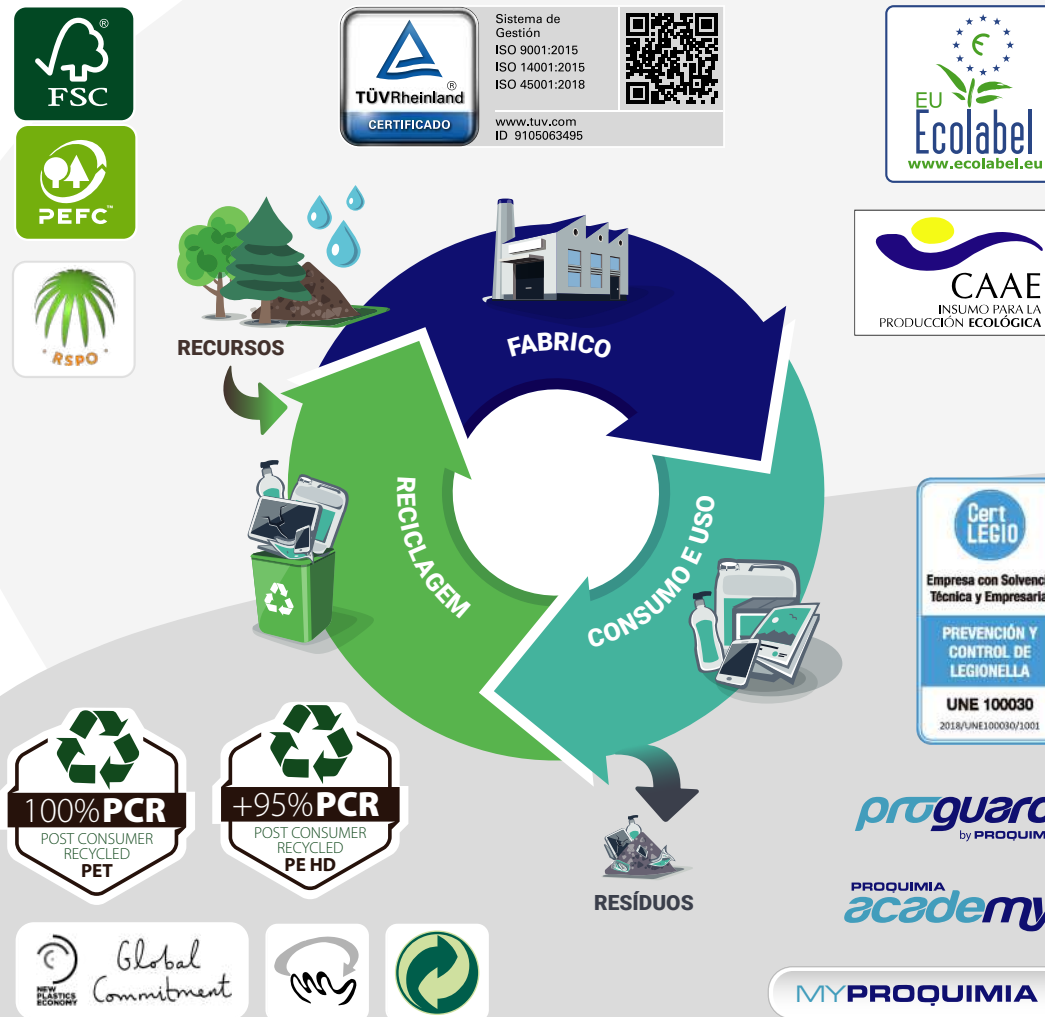 FSC
®
PEFC™
RSPO
TÜVRheinland
®
CERTIFICADO
Sistema de
Gestión
ISO 9001:2015
ISO 14001:2015
ISO 45001:2018
www.tuv.com
ID 9105063495
EU
Ecolabel
www.ecolabel.eu
CAAE
INSUMO PARA LA
PRODUCCIÓN ECOLÓGICA
RECURSOS
FABRICO
CONSUMO E USO
RECICLAGEM
RESÍDUOS
Cert
LEGIO
Empresa con Solvenci
Técnica y Empresaria
PREVENCIÓN Y
CONTROL DE
LEGIONELLA
UNE 100030
2018/UNE100030/1001
100% PCR
POST CONSUMER
RECYCLED
PET
+95% PCR
POST CONSUMER
RECYCLED
PE HD
proguard
by PROQUIM
PROQUIMIA
academy
NEW
PLASTICS
ECONOMY
Global
Commitment
MYPROQUIMIA